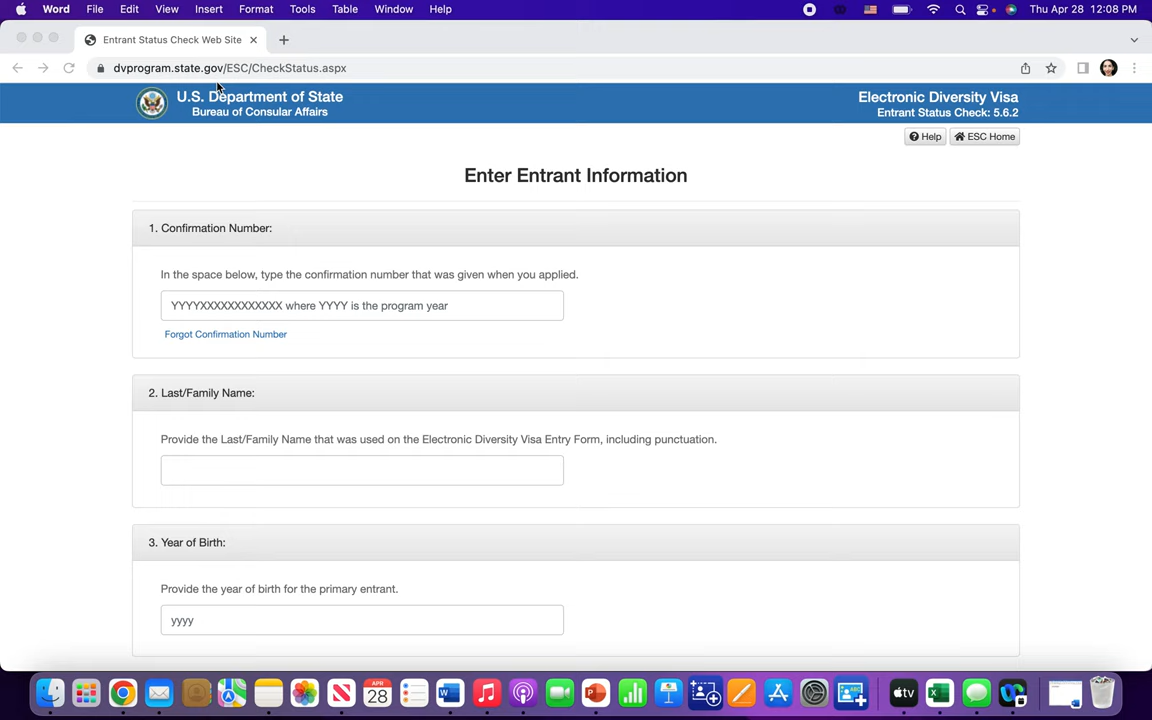 Word File Edit View Insert Format Tools Table Window Help Thu Apr 28 12:08 PM
Entrant Status Check Web Site
dvprogram.state.gov/ESC/CheckStatus.aspx
U.S. Department of State
Bureau of Consular Affairs
Electronic Diversity Visa
Entrant Status Check: 5.6.2
Help ESC Home
Enter Entrant Information
1. Confirmation Number:
In the space below, type the confirmation number that was given when you applied.
YYYYXXXXXXXXXXXX where YYYY is the program year
Forgot Confirmation Number
2. Last/Family Name:
Provide the Last/Family Name that was used on the Electronic Diversity Visa Entry Form, including punctuation.
3. Year of Birth:
Provide the year of birth for the primary entrant.
yyyy
APR
28
tv